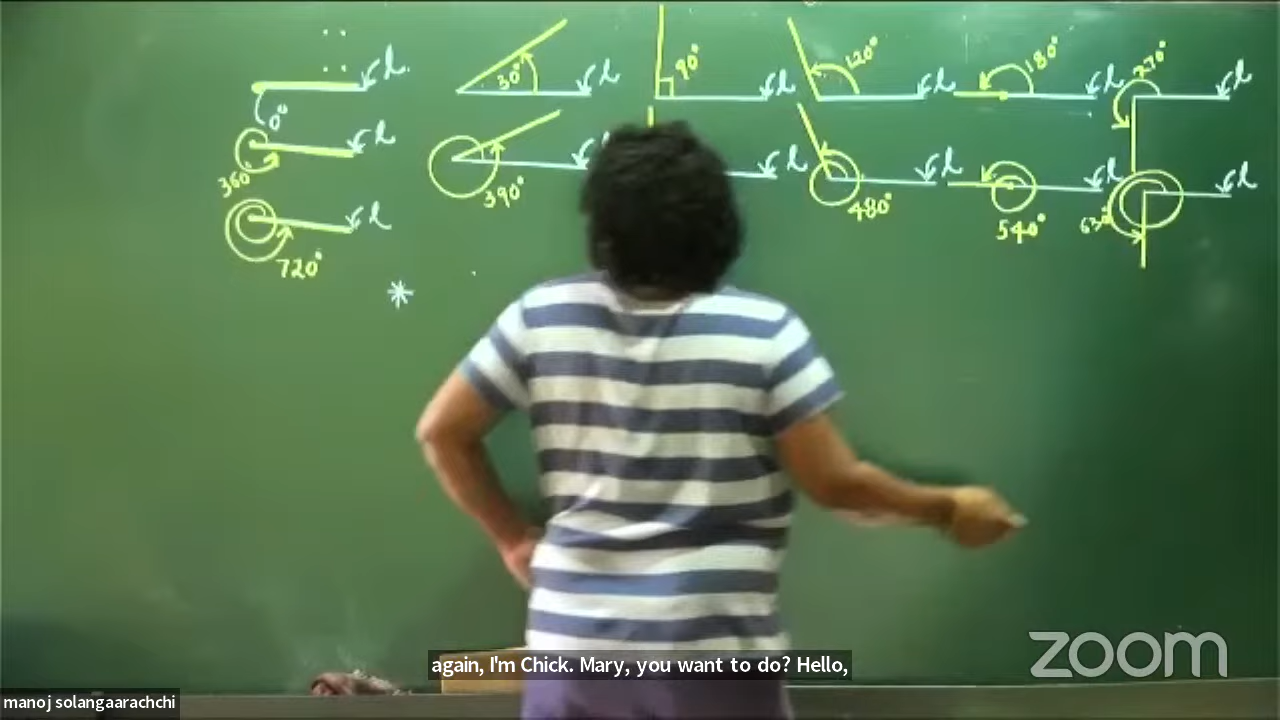 l l l l l l
30° 90° 120° 180° 270°
0°
l l l l l
360° 390° 480° 540° 630°
l
720°
*
zoom
again, I'm Chick. Mary, you want to do? Hello,
manoj solangaarachchi